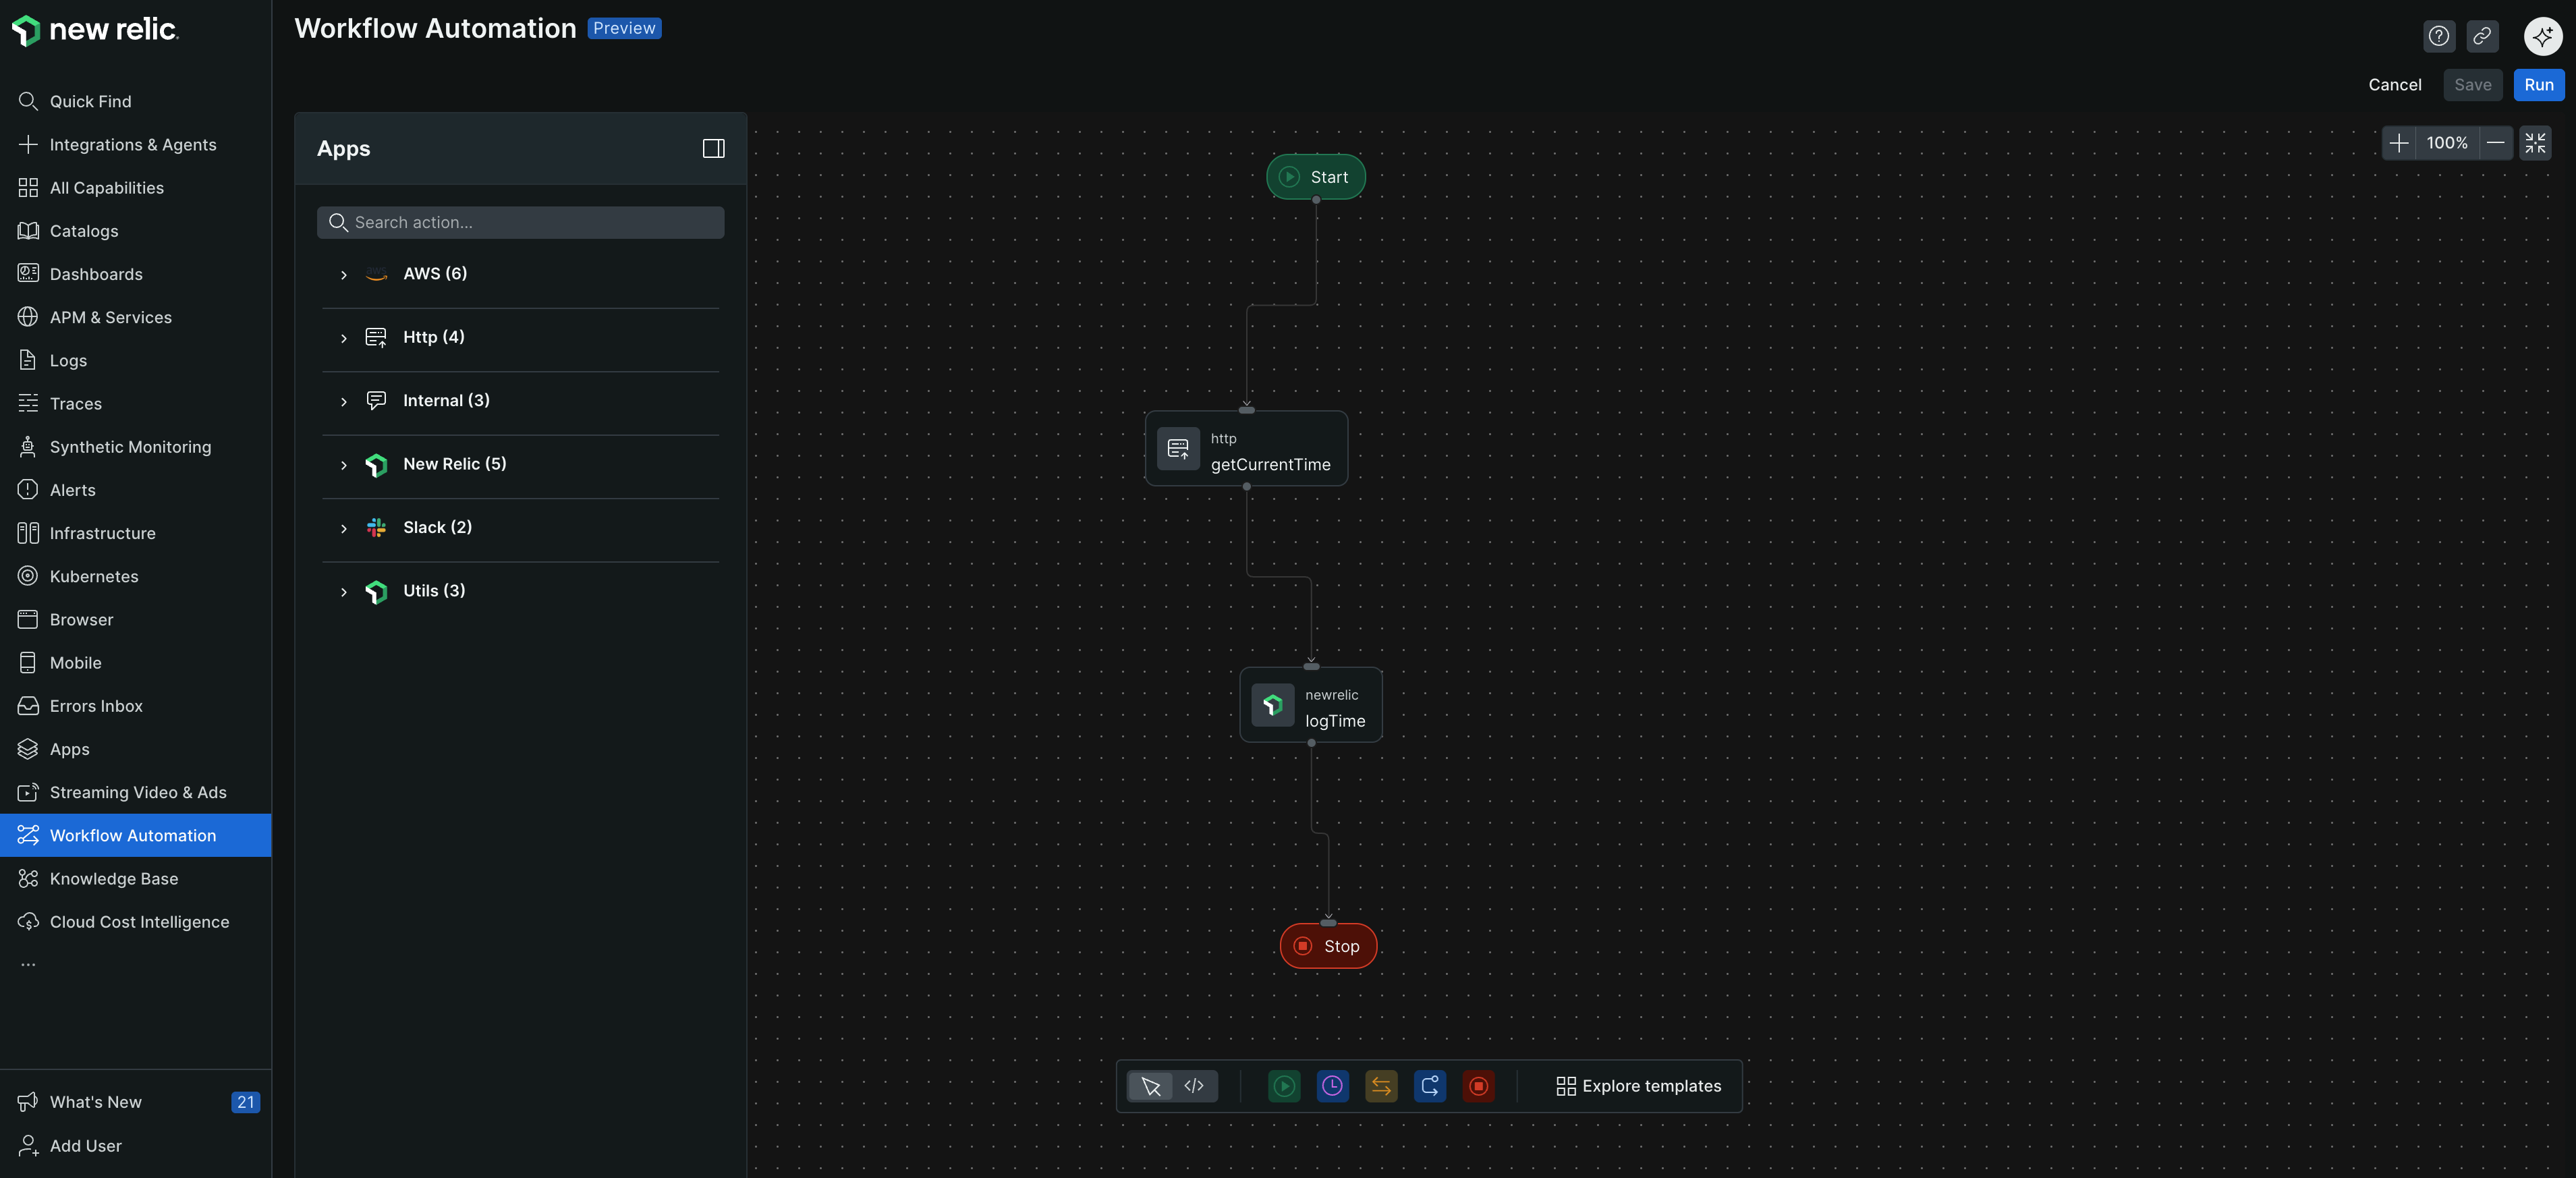 new relic.
Quick Find
Integrations & Agents
All Capabilities
Catalogs
Dashboards
APM & Services
Logs
Traces
Synthetic Monitoring
Alerts
Infrastructure
Kubernetes
Browser
Mobile
Errors Inbox
Apps
Streaming Video & Ads
Workflow Automation
Knowledge Base
Cloud Cost Intelligence
...
What's New 21
Add User
Workflow Automation Preview
Cancel Save Run
Apps
Search action...
aws AWS (6)
Http (4)
Internal (3)
New Relic (5)
Slack (2)
Utils (3)
100%
Start
http
getCurrentTime
newrelic
logTime
Stop
Explore templates